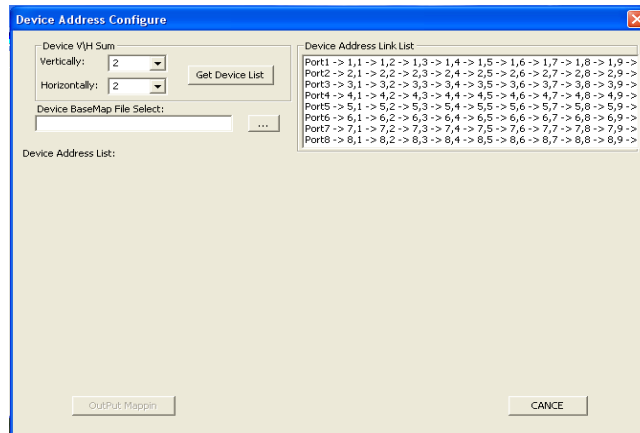 Device Address Configure
Device V\H Sum
Vertically: 2
Horizontally: 2
Get Device List
Device BaseMap File Select:
...
Device Address List:
Device Address Link List
Port1 -> 1,1 -> 1,2 -> 1,3 -> 1,4 -> 1,5 -> 1,6 -> 1,7 -> 1,8 -> 1,9 ->
Port2 -> 2,1 -> 2,2 -> 2,3 -> 2,4 -> 2,5 -> 2,6 -> 2,7 -> 2,8 -> 2,9 ->
Port3 -> 3,1 -> 3,2 -> 3,3 -> 3,4 -> 3,5 -> 3,6 -> 3,7 -> 3,8 -> 3,9 ->
Port4 -> 4,1 -> 4,2 -> 4,3 -> 4,4 -> 4,5 -> 4,6 -> 4,7 -> 4,8 -> 4,9 ->
Port5 -> 5,1 -> 5,2 -> 5,3 -> 5,4 -> 5,5 -> 5,6 -> 5,7 -> 5,8 -> 5,9 ->
Port6 -> 6,1 -> 6,2 -> 6,3 -> 6,4 -> 6,5 -> 6,6 -> 6,7 -> 6,8 -> 6,9 ->
Port7 -> 7,1 -> 7,2 -> 7,3 -> 7,4 -> 7,5 -> 7,6 -> 7,7 -> 7,8 -> 7,9 ->
Port8 -> 8,1 -> 8,2 -> 8,3 -> 8,4 -> 8,5 -> 8,6 -> 8,7 -> 8,8 -> 8,9 ->
OutPut Mappin
CANCE